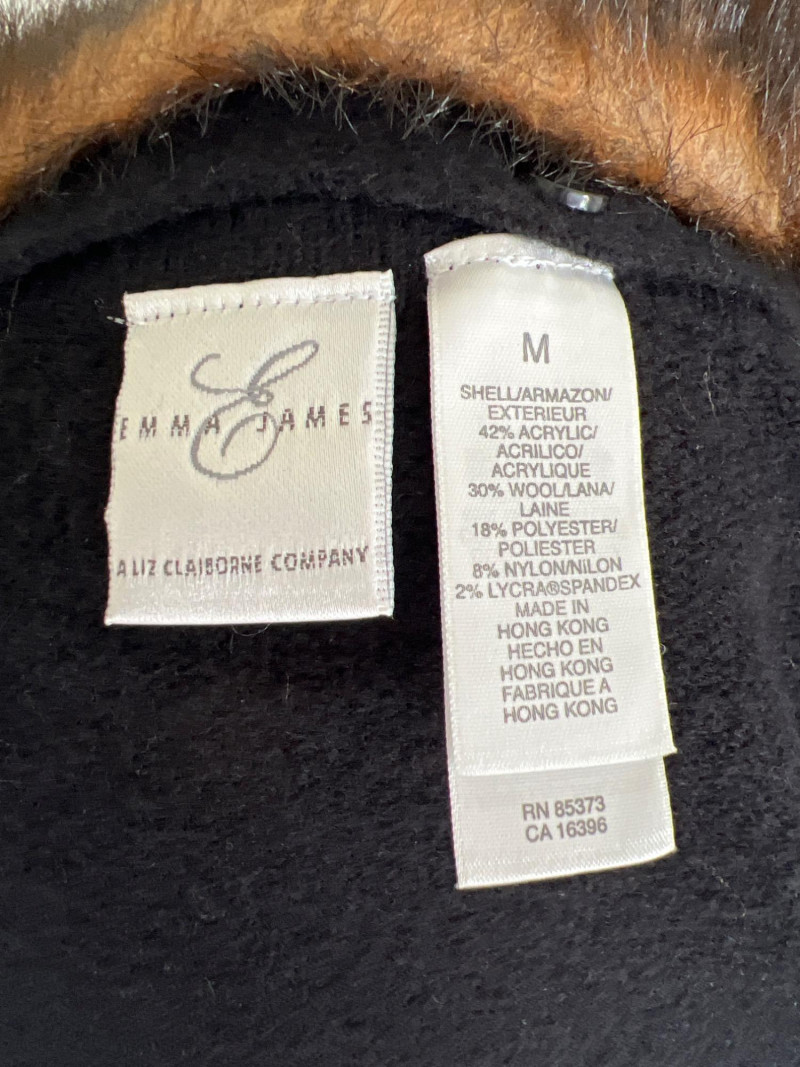 E
EMMA JAMES
A LIZ CLAIBORNE COMPANY
M
SHELL/ARMAZON/
EXTERIEUR
42% ACRYLIC/
ACRILICO/
ACRYLIQUE
30% WOOL/LANA/
LAINE
18% POLYESTER/
POLIESTER
8% NYLON/NILON
2% LYCRA®SPANDEX
MADE IN
HONG KONG
HECHO EN
HONG KONG
FABRIQUE A
HONG KONG
RN 85373
CA 16396